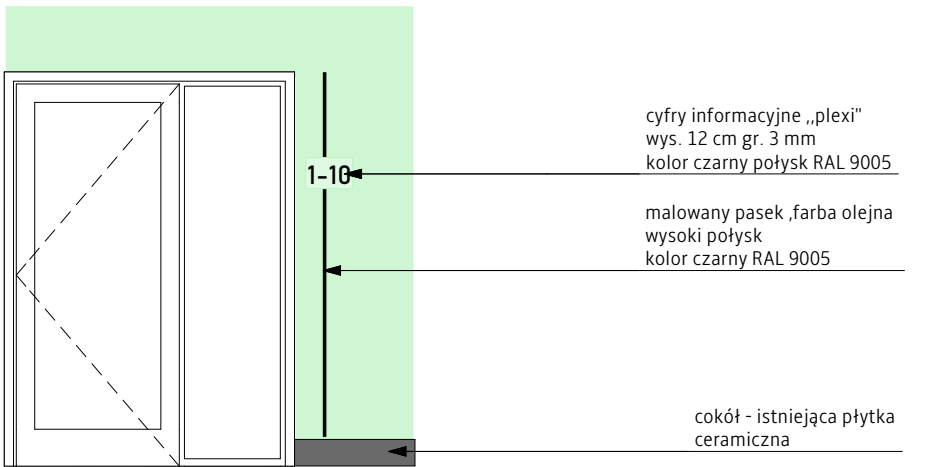 cyfry informacyjne ,,plexi"
wys. 12 cm gr. 3 mm
kolor czarny połysk RAL 9005
1-10
malowany pasek ,farba olejna
wysoki połysk
kolor czarny RAL 9005
cokół - istniejąca płytka
ceramiczna